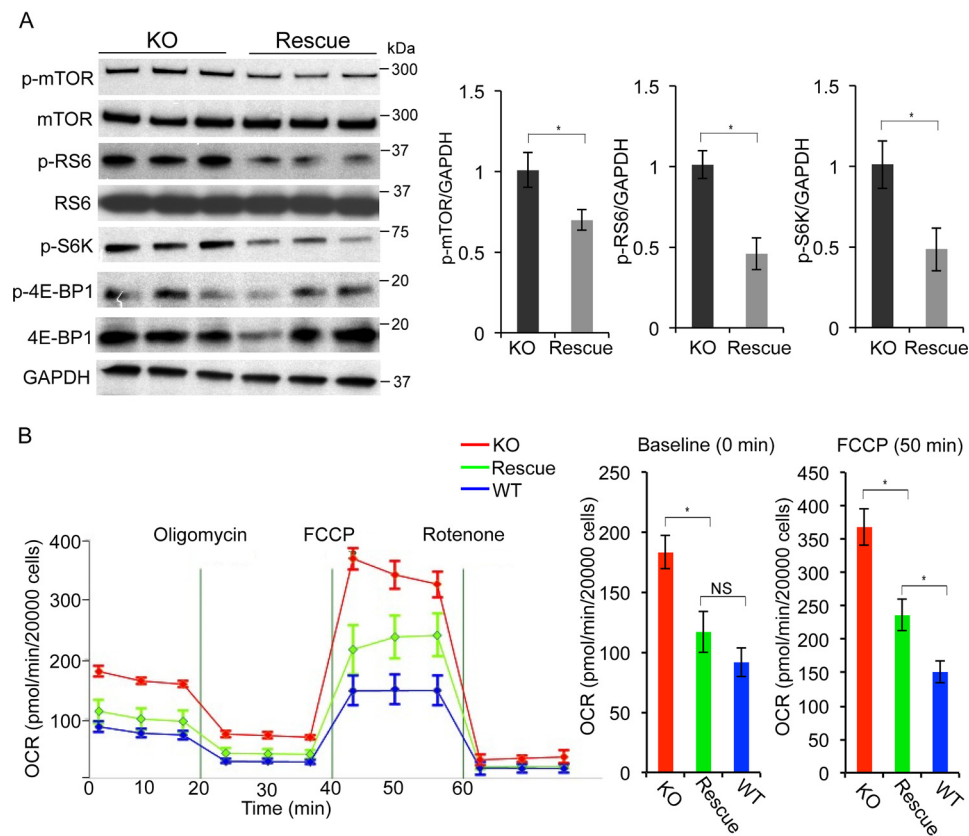 A
KO Rescue
kDa
p-mTOR 300
mTOR 300
p-RS6 37
RS6 37
p-S6K 75
p-4E-BP1 20
4E-BP1 20
GAPDH 37
p-mTOR/GAPDH
1.5
1
0.5
0
*
KO Rescue
p-RS6/GAPDH
1.5
1
0.5
0
*
KO Rescue
p-S6K/GAPDH
1.5
1
0.5
0
*
KO Rescue
B
KO
Rescue
WT
Oligomycin FCCP Rotenone
OCR (pmol/min/20000 cells)
400
300
200
100
0 10 20 30 40 50 60
Time (min)
Baseline (0 min)
OCR (pmol/min/20000 cells)
250
200
150
100
50
0
*
NS
KO
Rescue
WT
FCCP (50 min)
OCR (pmol/min/20000 cells)
450
400
350
300
250
200
150
100
50
0
*
*
KO
Rescue
WT